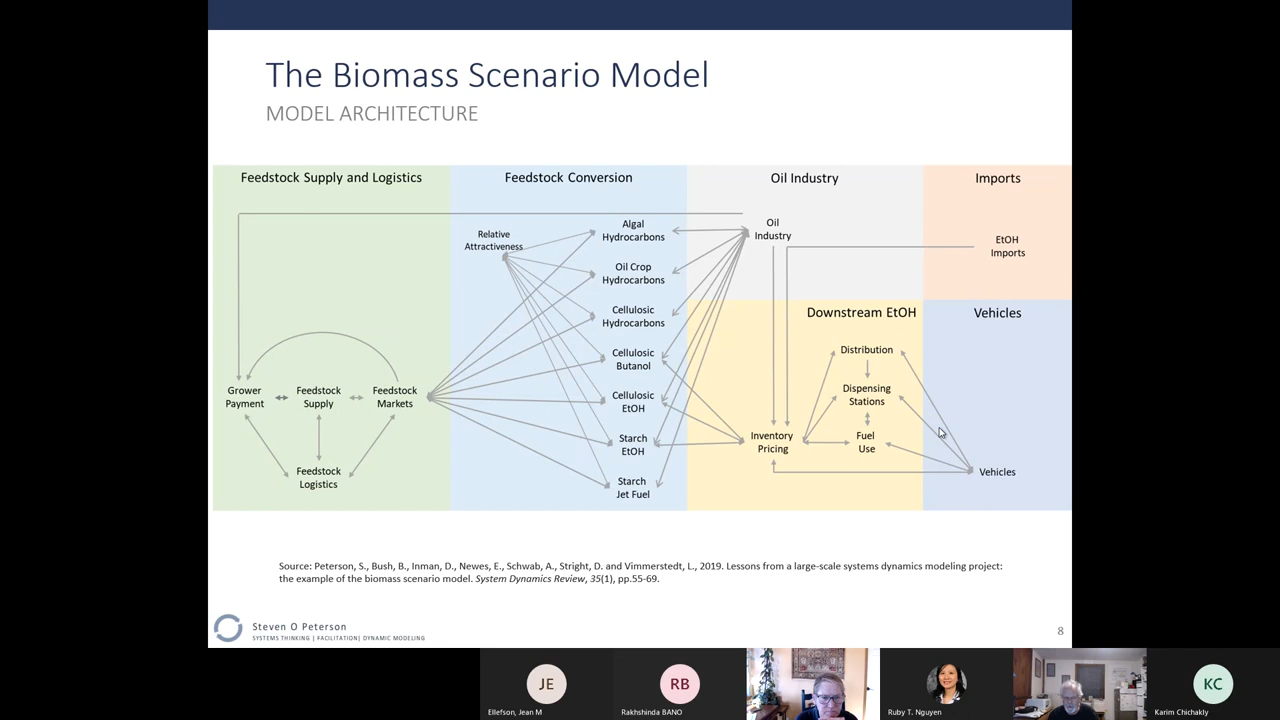 The Biomass Scenario Model
MODEL ARCHITECTURE
Feedstock Supply and Logistics
Feedstock Conversion
Oil Industry
Imports
Relative
Attractiveness
Algal
Hydrocarbons
Oil
Industry
EtOH
Imports
Oil Crop
Hydrocarbons
Cellulosic
Hydrocarbons
Downstream EtOH
Vehicles
Cellulosic
Butanol
Distribution
Grower
Payment
Feedstock
Supply
Feedstock
Markets
Cellulosic
EtOH
Dispensing
Stations
Starch
EtOH
Inventory
Pricing
Fuel
Use
Feedstock
Logistics
Starch
Jet Fuel
Vehicles
Source: Peterson, S., Bush, B., Inman, D., Newes, E., Schwab, A., Stright, D. and Vimmerstedt, L., 2019. Lessons from a large-scale systems dynamics modeling project:
the example of the biomass scenario model. System Dynamics Review, 35(1), pp.55-69.
Steven O Peterson
SYSTEMS THINKING | FACILITATION| DYNAMIC MODELING
8
JE
RB
KC
Ellefson, Jean M
Rakhshinda BANO
Ruby T. Nguyen
Karim Chichakly